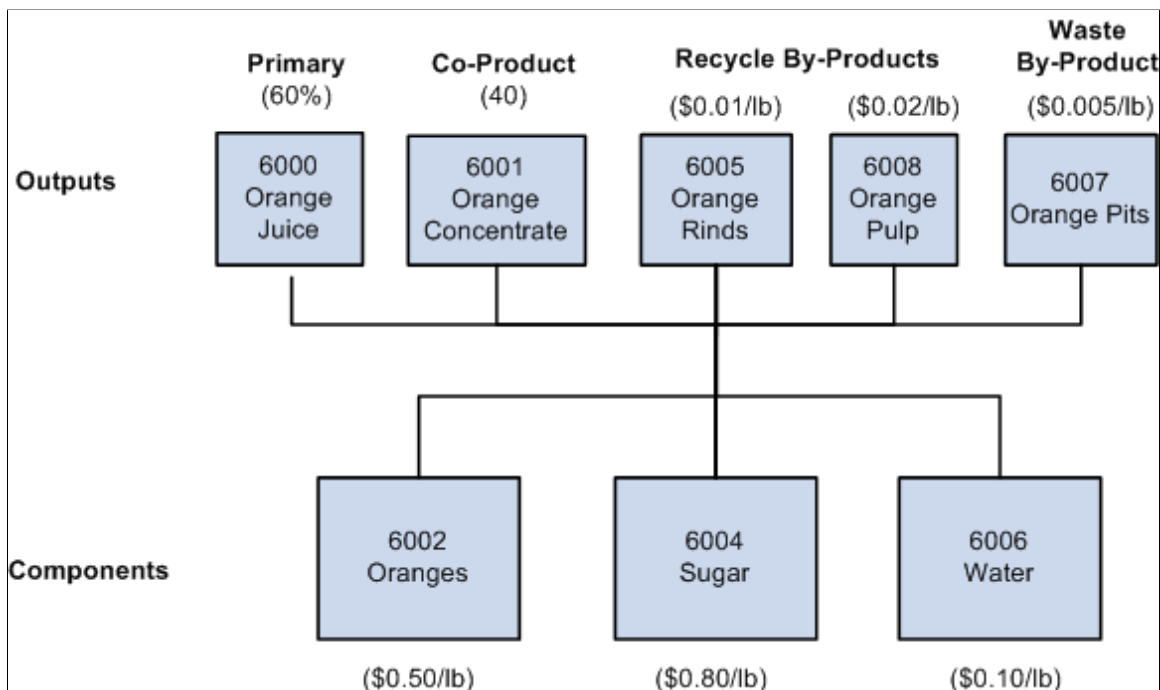 Primary
(60%)
Co-Product
(40)
Recycle By-Products
($0.01/lb)
($0.02/lb)
Waste
By-Product
($0.005/lb)
Outputs
6000
Orange
Juice
6001
Orange
Concentrate
6005
Orange
Rinds
6008
Orange
Pulp
6007
Orange Pits
Components
6002
Oranges
6004
Sugar
6006
Water
($0.50/lb)
($0.80/lb)
($0.10/lb)